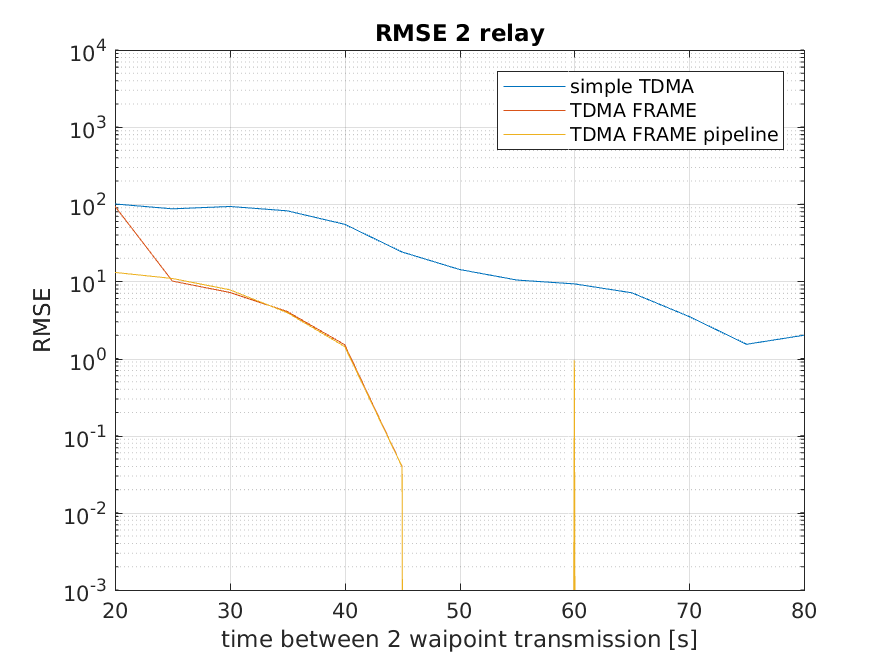 RMSE 2 relay
10^4
10^3
10^2
10^1
10^0
10^-1
10^-2
10^-3
RMSE
simple TDMA
TDMA FRAME
TDMA FRAME pipeline
20 30 40 50 60 70 80
time between 2 waipoint transmission [s]